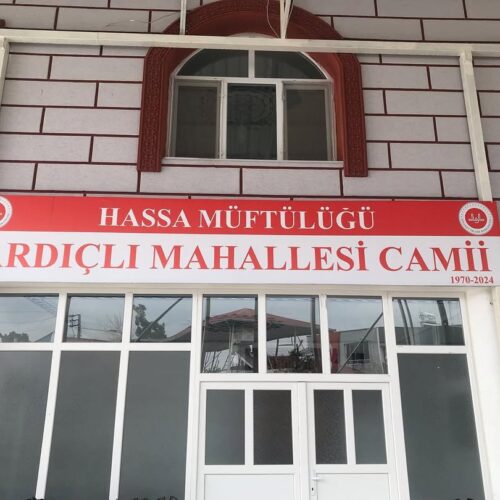 HASSA MÜFTÜLÜĞÜ
ARDIÇLI MAHALLESİ CAMİİ
1970-2024